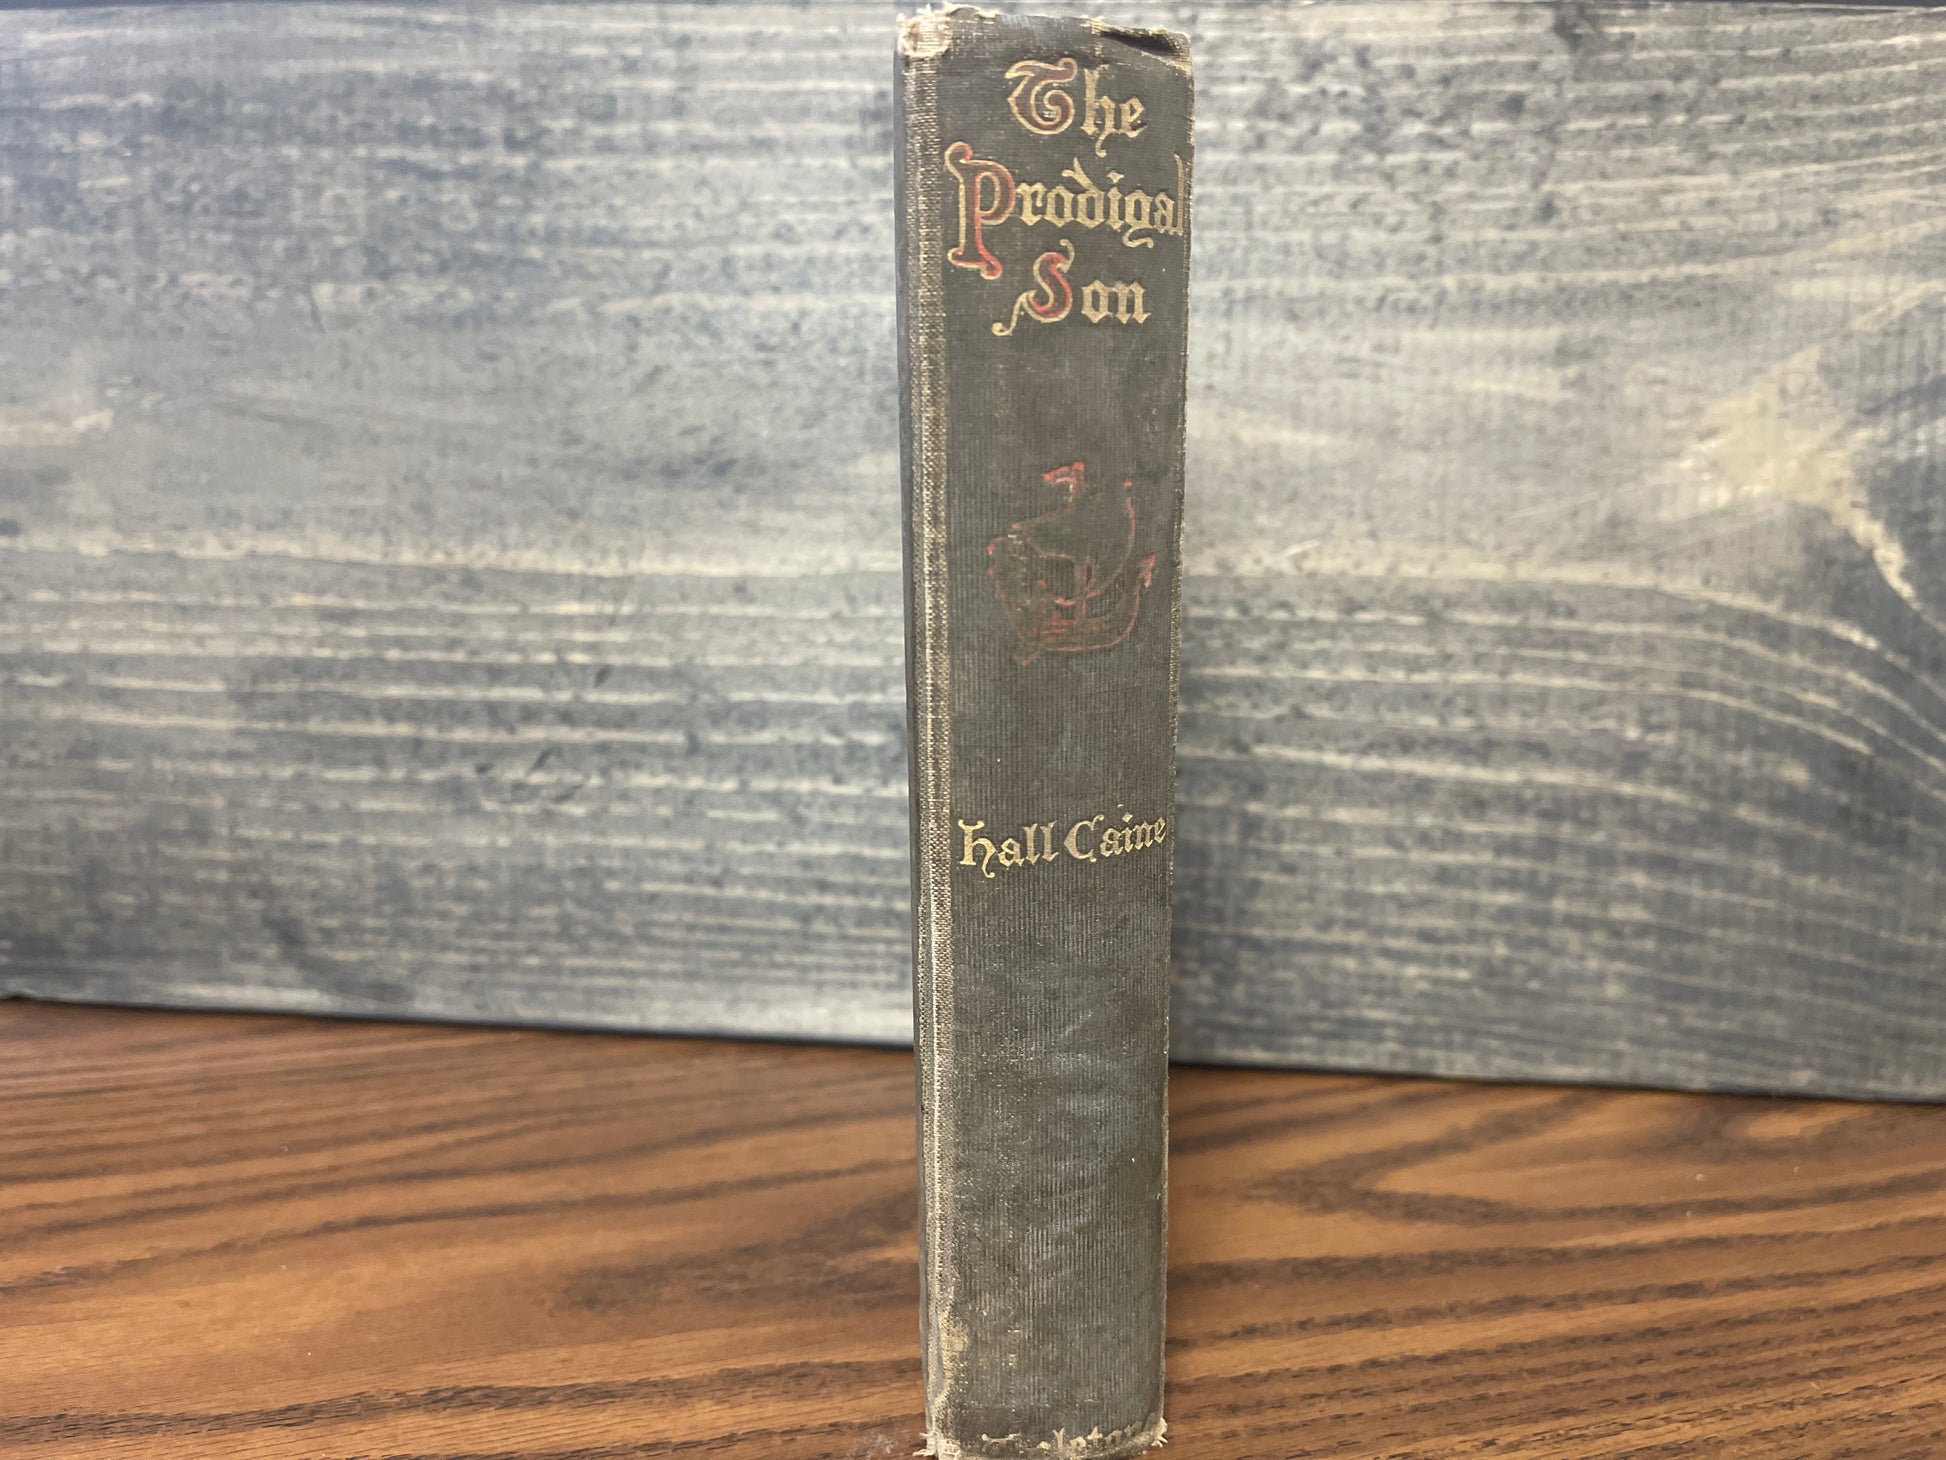 The
Prodigal
Son
Hall Caine